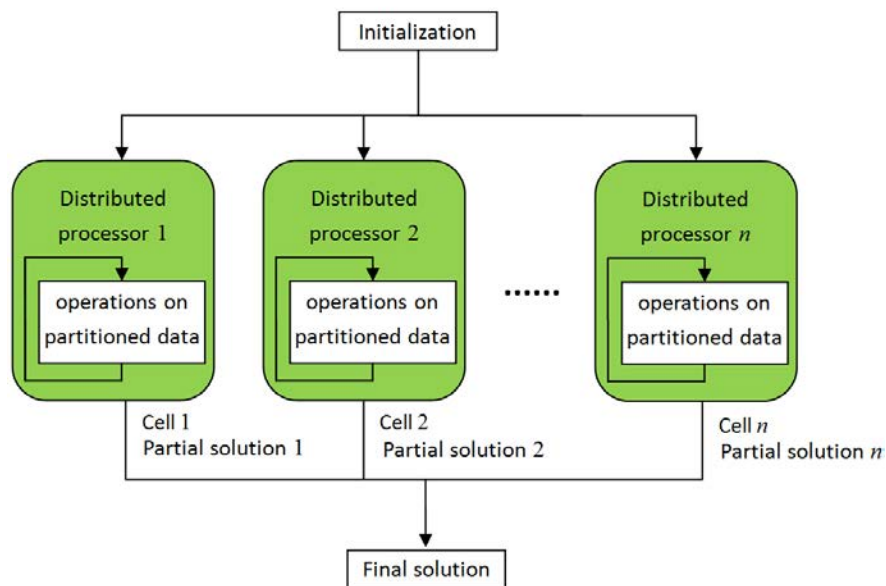 Initialization
Distributed
processor 1
operations on
partitioned data
Distributed
processor 2
operations on
partitioned data
......
Distributed
processor n
operations on
partitioned data
Cell 1
Partial solution 1
Cell 2
Partial solution 2
Cell n
Partial solution n
Final solution